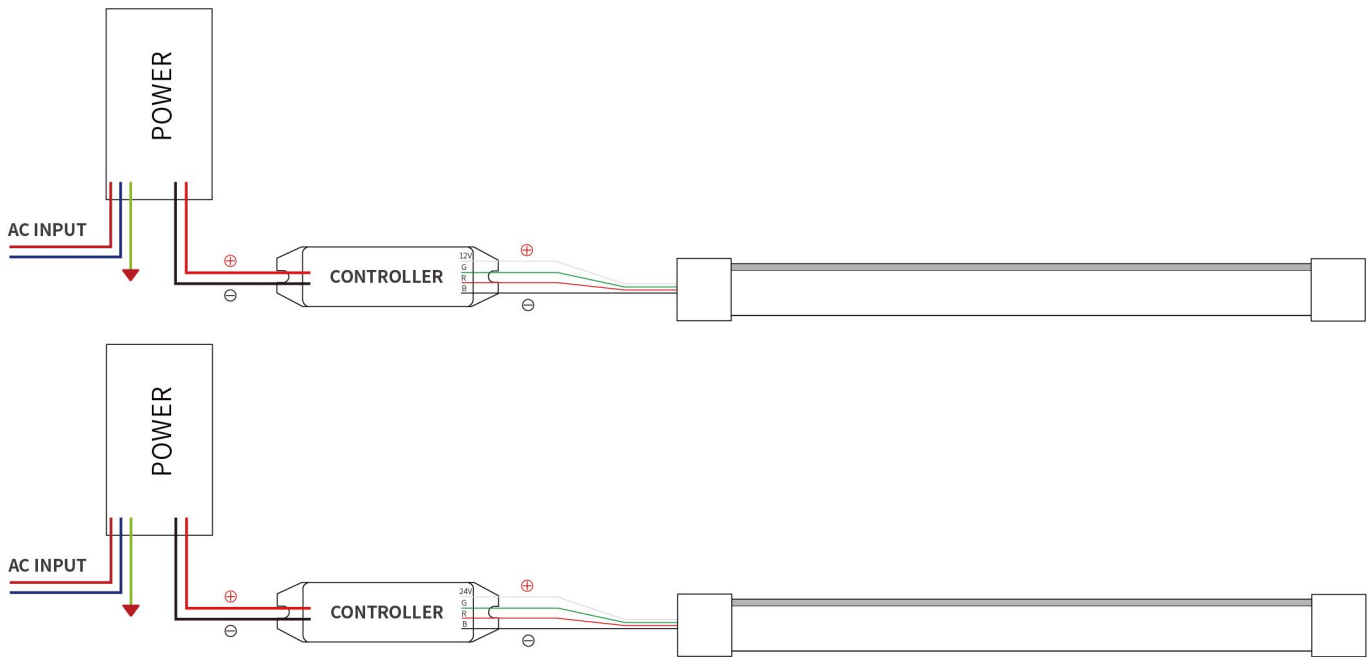 POWER
AC INPUT
⊕
⊖
CONTROLLER
12V
G
R
B
⊕
⊖
POWER
AC INPUT
⊕
⊖
CONTROLLER
24V
G
R
B
⊕
⊖